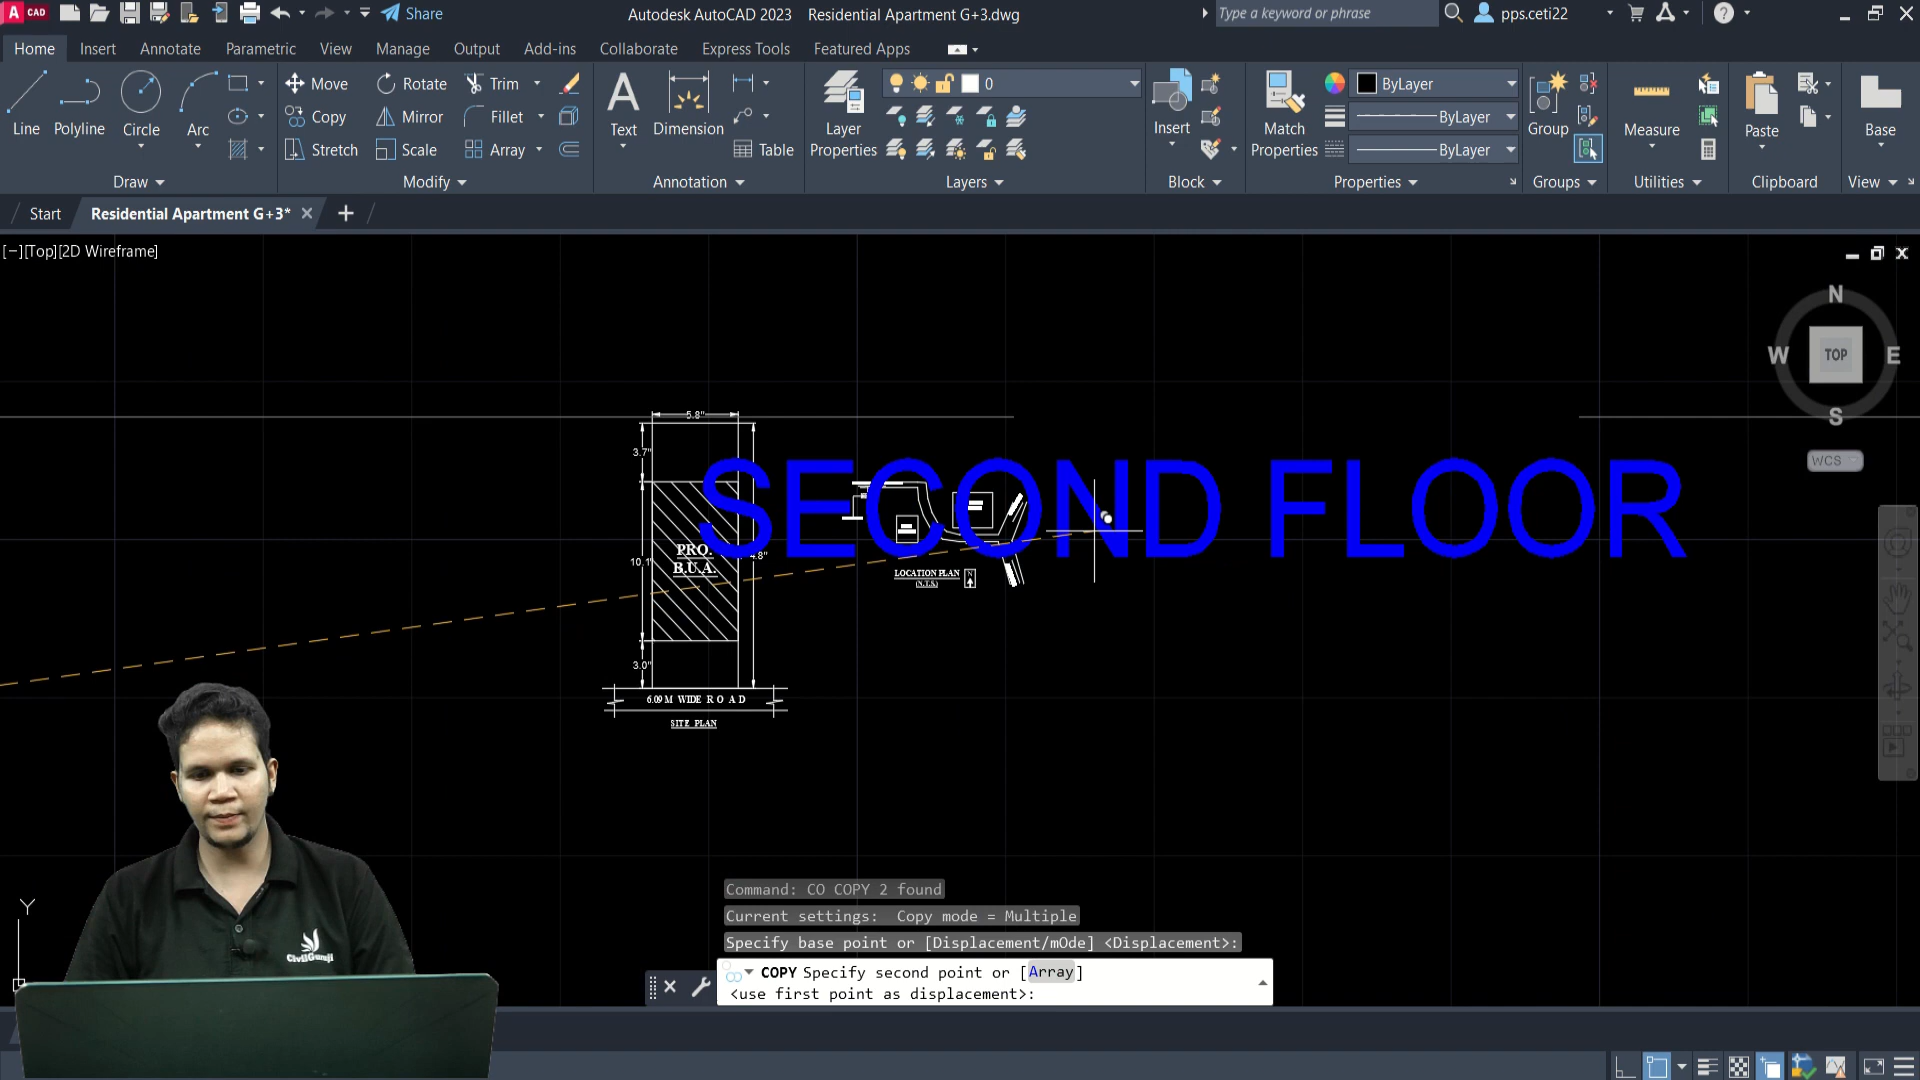 CAD
Share
Autodesk AutoCAD 2023 Residential Apartment G+3.dwg
Type a keyword or phrase
pps.ceti22
Home Insert Annotate Parametric View Manage Output Add-ins Collaborate Express Tools Featured Apps
Line
Polyline
Circle
Arc
Draw
Move
Rotate
Trim
Copy
Mirror
Fillet
Stretch
Scale
Array
Modify
Text
Dimension
Table
Annotation
Layer
Properties
0
Layers
Insert
Block
Match
Properties
ByLayer
ByLayer
ByLayer
Properties
Group
Groups
Measure
Utilities
Paste
Clipboard
Base
View
Start
Residential Apartment G+3*
[−][Top][2D Wireframe]
N
W
TOP
E
S
WCS
5.8"
3.7"
SECOND FLOOR
10.1"
PRO.
B.U.A.
LOCATION PLAN
(N.T.S.)
N
3.0"
6.09 M WIDE R O A D
SITE PLAN
Y
CivilGuruji
Command: CO COPY 2 found
Current settings: Copy mode = Multiple
Specify base point or [Displacement/mOde] <Displacement>:
COPY Specify second point or [Array]
<use first point as displacement>: